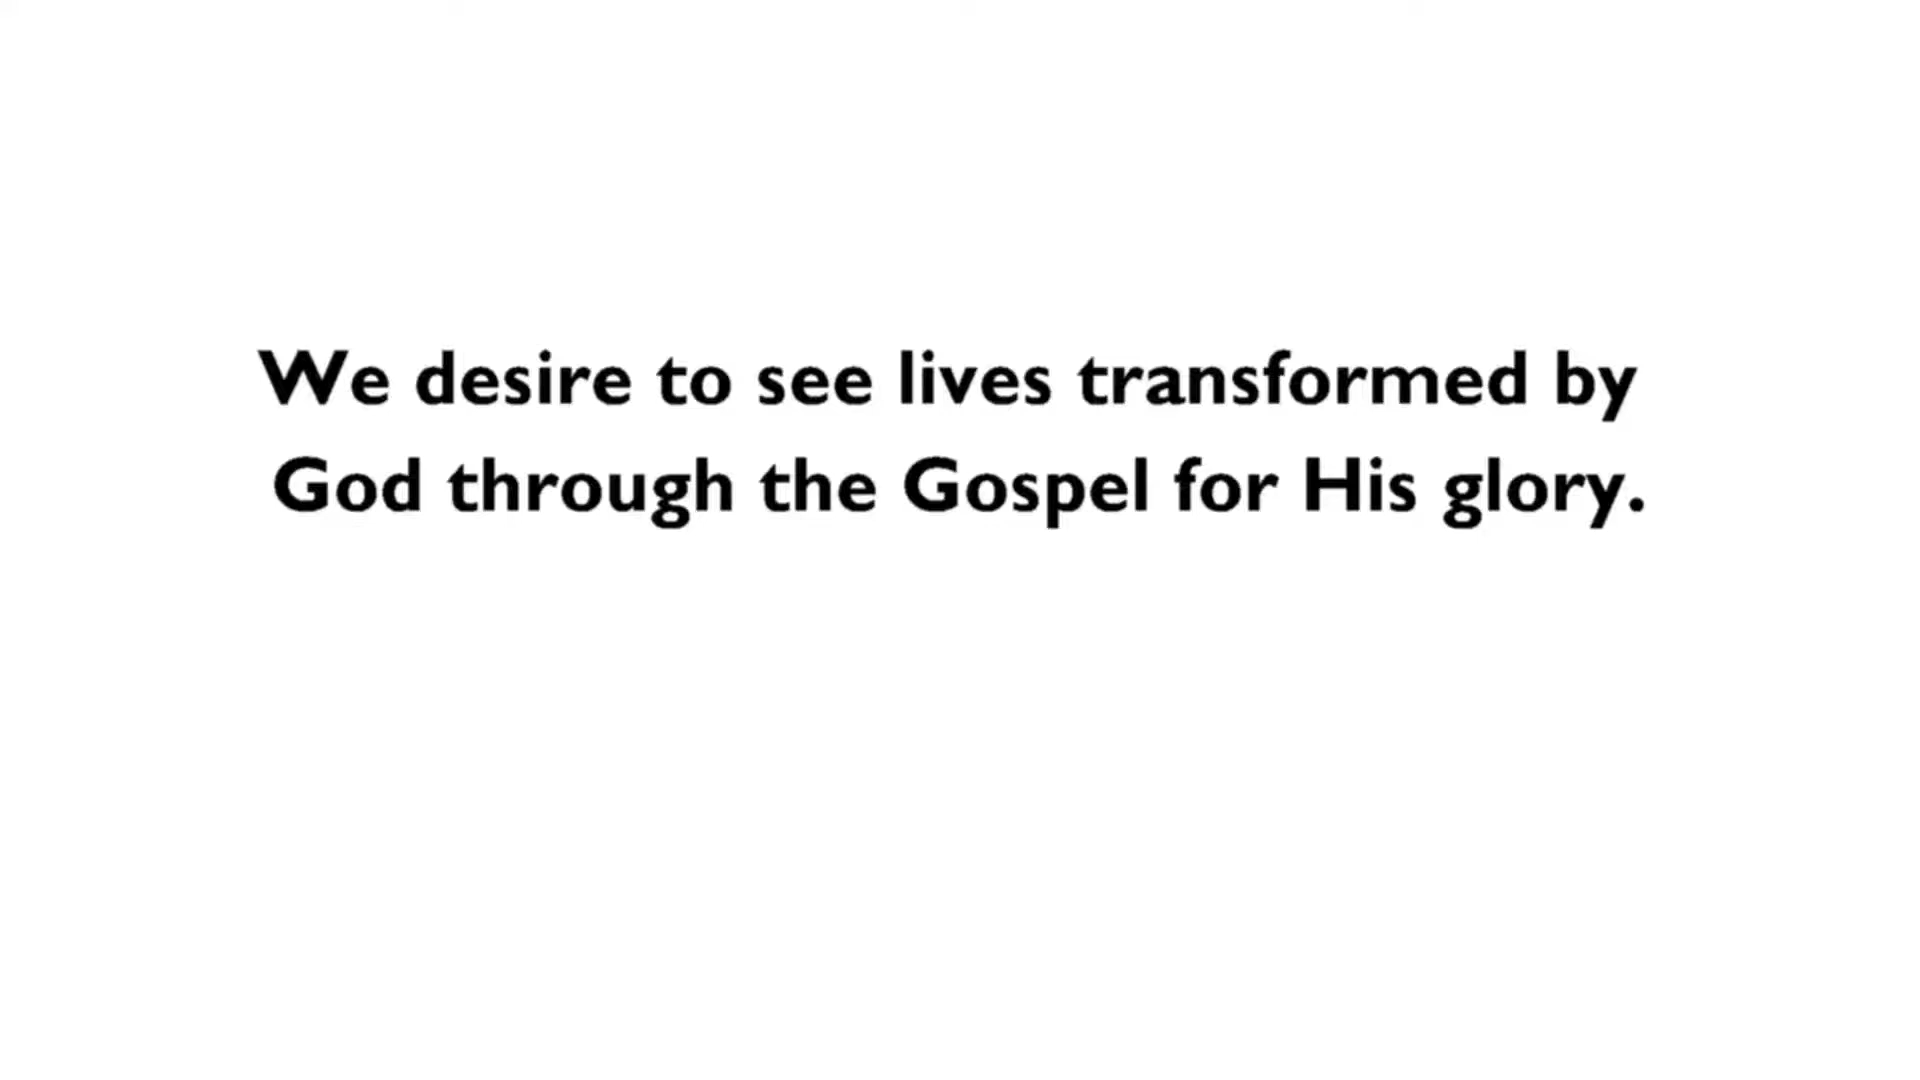 We desire to see lives transformed by
God through the Gospel for His glory.